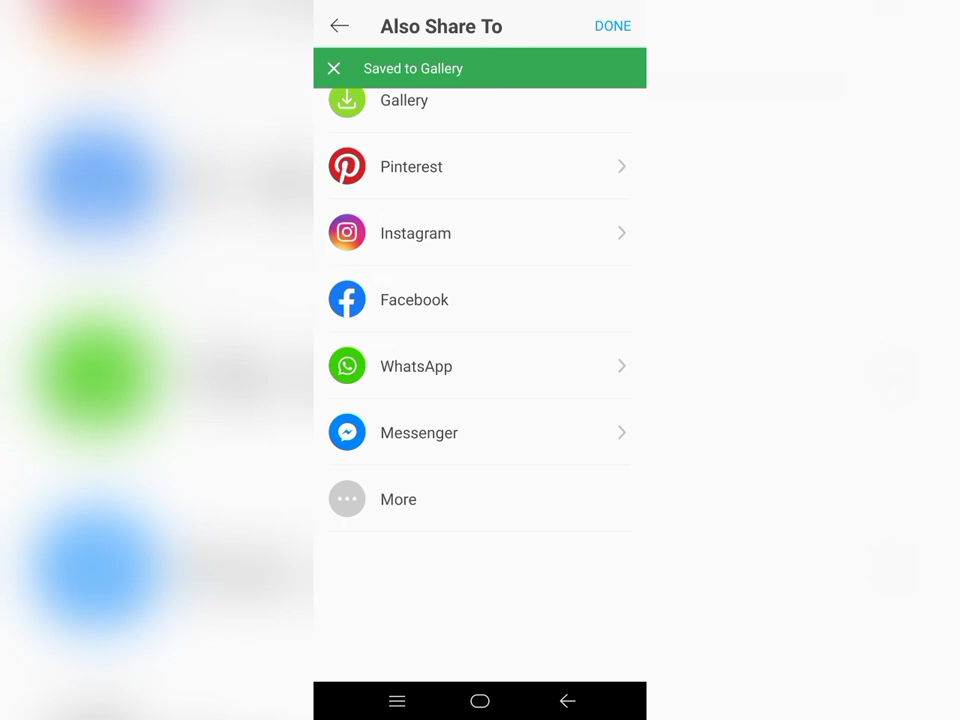 Also Share To
DONE
Saved to Gallery
Gallery
Pinterest
Instagram
Facebook
WhatsApp
Messenger
More